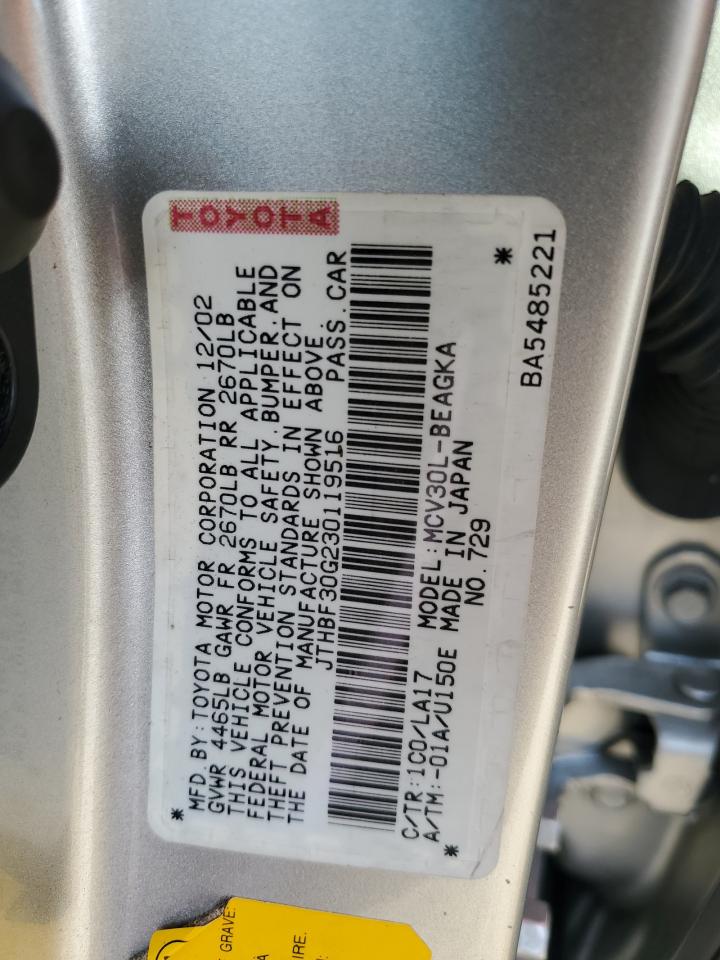 TOYOTA
* MFD.BY:TOYOTA MOTOR CORPORATION 12/02
GVWR 4465LB GAWR FR 2670LB RR 2670LB
THIS VEHICLE CONFORMS TO ALL APPLICABLE
FEDERAL MOTOR VEHICLE SAFETY,BUMPER,AND
THEFT PREVENTION STANDARDS IN EFFECT ON
THE DATE OF MANUFACTURE SHOWN ABOVE.
JTHBF30G230119516 PASS.CAR
C/TR:1C0/LA17 MODEL:MCV30L-BEAGKA
A/TM:-01A/U150E MADE IN JAPAN
* NO.729 *
BA5485221
GRAVE.
IRE.